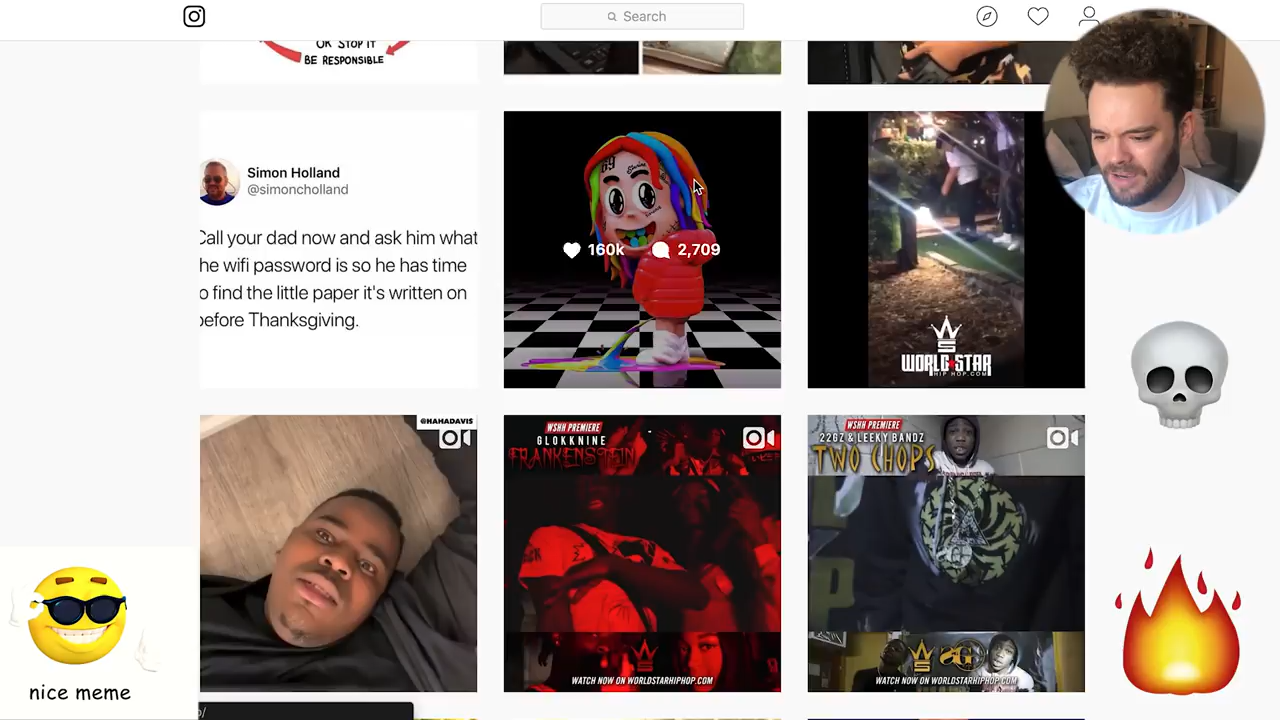 Search
OK STOP IT
BE RESPONSIBLE
Simon Holland
@simoncholland
Call your dad now and ask him what
he wifi password is so he has time
o find the little paper it's written on
before Thanksgiving.
69
160k 2,709
WORLDSTAR
HIP HOP.COM
@HAHADAVIS
WSHH PREMIERE
GLOKKNINE
FRANKENSTEIN
WATCH NOW ON WORLDSTARHIPHOP.COM
WSHH PREMIERE
22GZ & LEEKY BANDZ
TWO CHOPS
WATCH NOW ON WORLDSTARHIPHOP.COM
nice meme